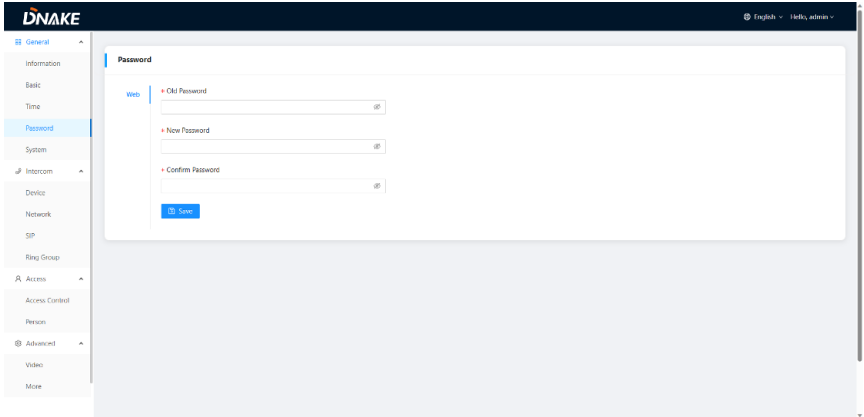 DNAKE
English
Hello, admin
General
Information
Basic
Time
Password
System
Intercom
Device
Network
SIP
Ring Group
Access
Access Control
Person
Advanced
Video
More
Password
Web
* Old Password
* New Password
* Confirm Password
Save